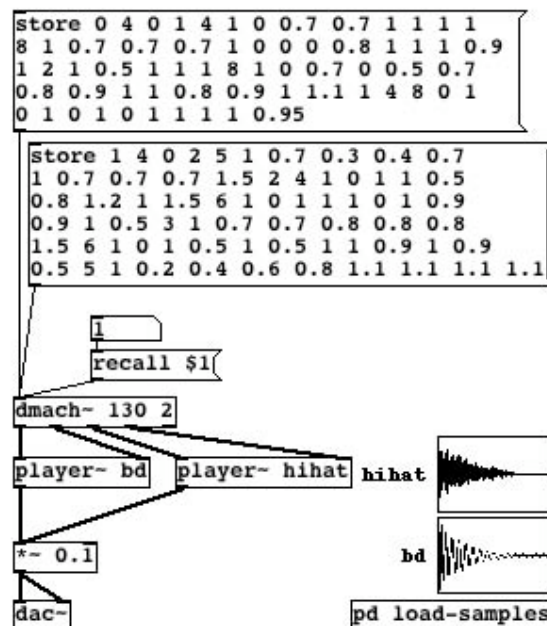 store 0 4 0 1 4 1 0 0.7 0.7 1 1 1 1
8 1 0.7 0.7 0.7 1 0 0 0 0.8 1 1 1 0.9
1 2 1 0.5 1 1 1 8 1 0 0.7 0 0.5 0.7
0.8 0.9 1 1 0.8 0.9 1 1.1 1 4 8 0 1
0 1 0 1 0 1 1 1 1 0.95
store 1 4 0 2 5 1 0.7 0.3 0.4 0.7
1 0.7 0.7 0.7 1.5 2 4 1 0 1 1 0.5
0.8 1.2 1 1.5 6 1 0 1 1 1 0 1 0.9
0.9 1 0.5 3 1 0.7 0.7 0.8 0.8 0.8
1.5 6 1 0 1 0.5 1 0.5 1 1 0.9 1 0.9
0.5 5 1 0.2 0.4 0.6 0.8 1.1 1.1 1.1 1.1
1
recall $1
dmach~ 130 2
player~ bd
player~ hihat
hihat
bd
*~ 0.1
dac~
pd load-samples